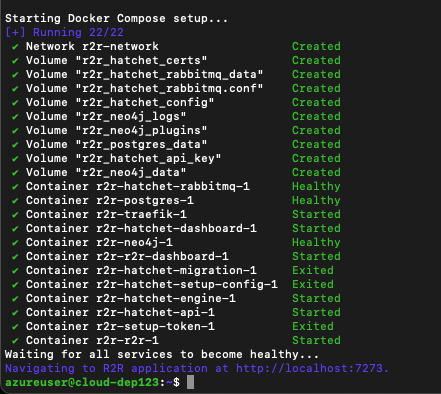 Starting Docker Compose setup...
[+] Running 22/22
✔ Network r2r-network Created
✔ Volume "r2r_hatchet_certs" Created
✔ Volume "r2r_hatchet_rabbitmq_data" Created
✔ Volume "r2r_hatchet_rabbitmq.conf" Created
✔ Volume "r2r_hatchet_config" Created
✔ Volume "r2r_neo4j_logs" Created
✔ Volume "r2r_neo4j_plugins" Created
✔ Volume "r2r_postgres_data" Created
✔ Volume "r2r_hatchet_api_key" Created
✔ Volume "r2r_neo4j_data" Created
✔ Container r2r-hatchet-rabbitmq-1 Healthy
✔ Container r2r-postgres-1 Healthy
✔ Container r2r-traefik-1 Started
✔ Container r2r-hatchet-dashboard-1 Started
✔ Container r2r-neo4j-1 Healthy
✔ Container r2r-r2r-dashboard-1 Started
✔ Container r2r-hatchet-migration-1 Exited
✔ Container r2r-hatchet-setup-config-1 Exited
✔ Container r2r-hatchet-engine-1 Started
✔ Container r2r-hatchet-api-1 Started
✔ Container r2r-setup-token-1 Exited
✔ Container r2r-r2r-1 Started
Waiting for all services to become healthy...
Navigating to R2R application at http://localhost:7273.
azureuser@cloud-dep123:~$